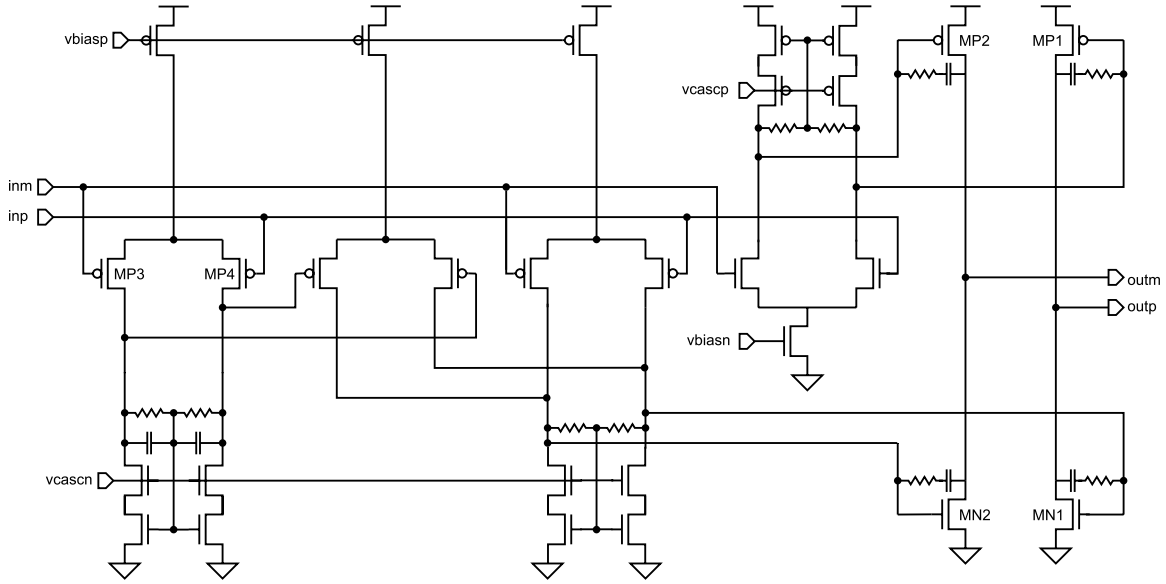 vbiasp
MP2
MP1
vcascp
inm
inp
MP3
MP4
outm
outp
vbiasn
vcascn
MN2
MN1